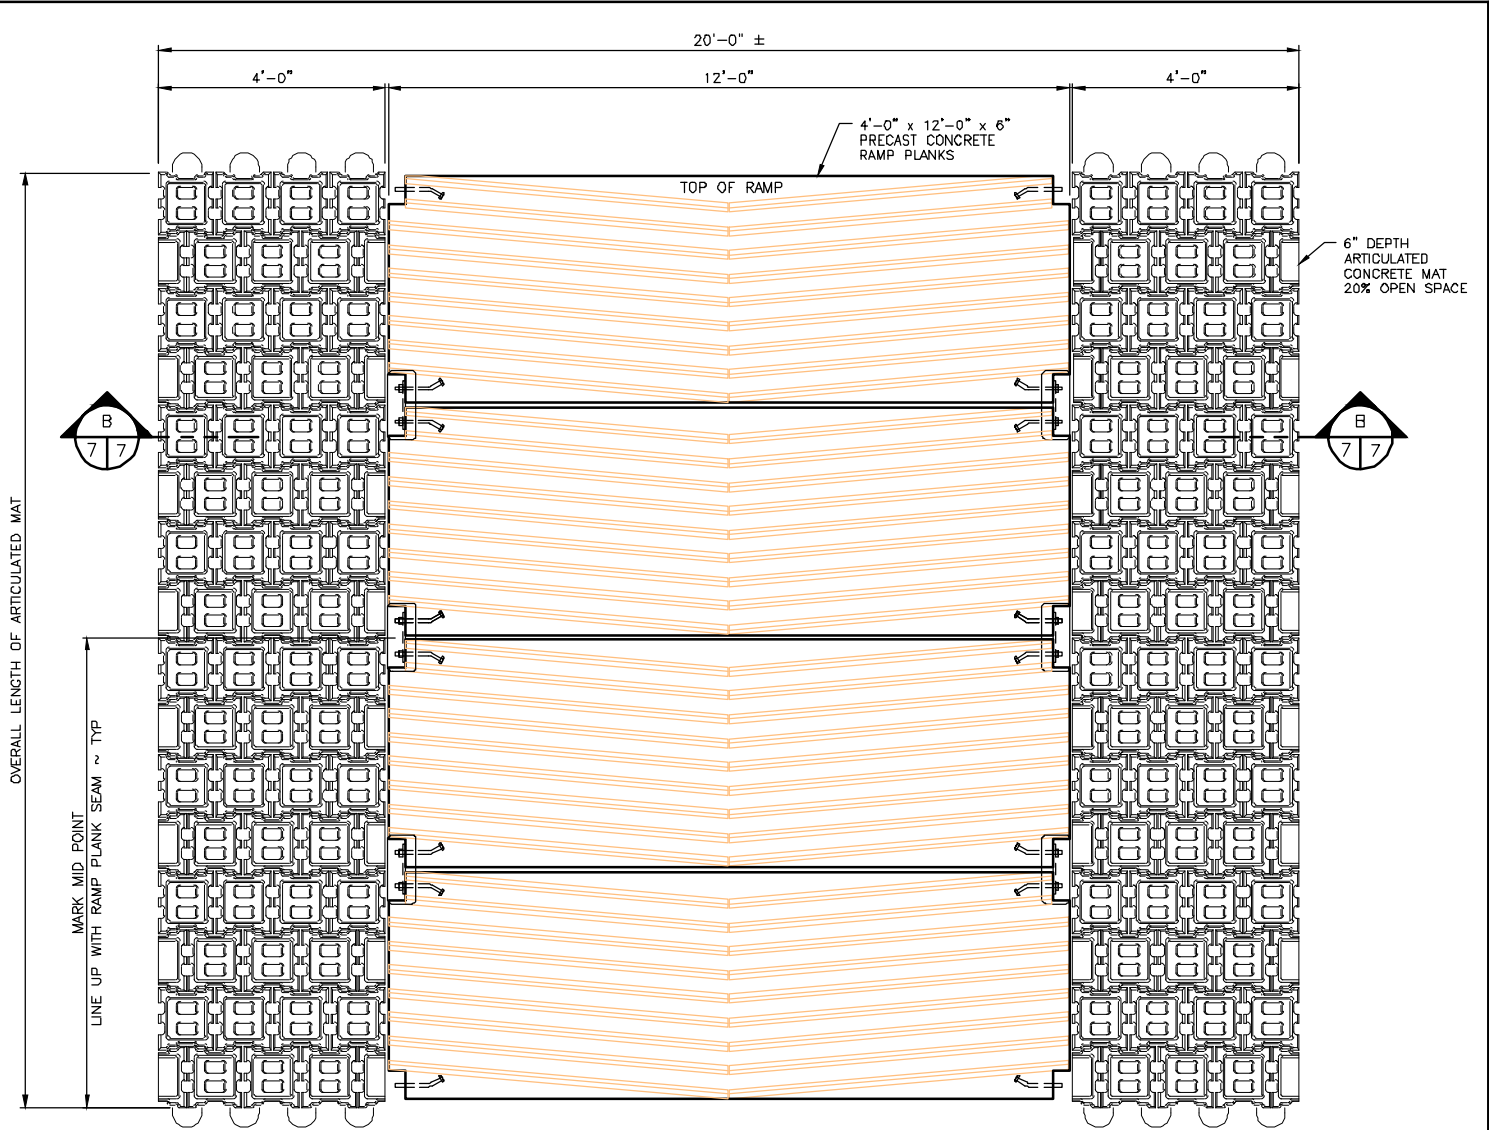 20'-0" ±
4'-0"
12'-0"
4'-0"
4'-0" x 12'-0" x 6"
PRECAST CONCRETE
RAMP PLANKS
TOP OF RAMP
6" DEPTH
ARTICULATED
CONCRETE MAT
20% OPEN SPACE
B
7 7
B
7 7
OVERALL LENGTH OF ARTICULATED MAT
MARK MID POINT
LINE UP WITH RAMP PLANK SEAM ~ TYP